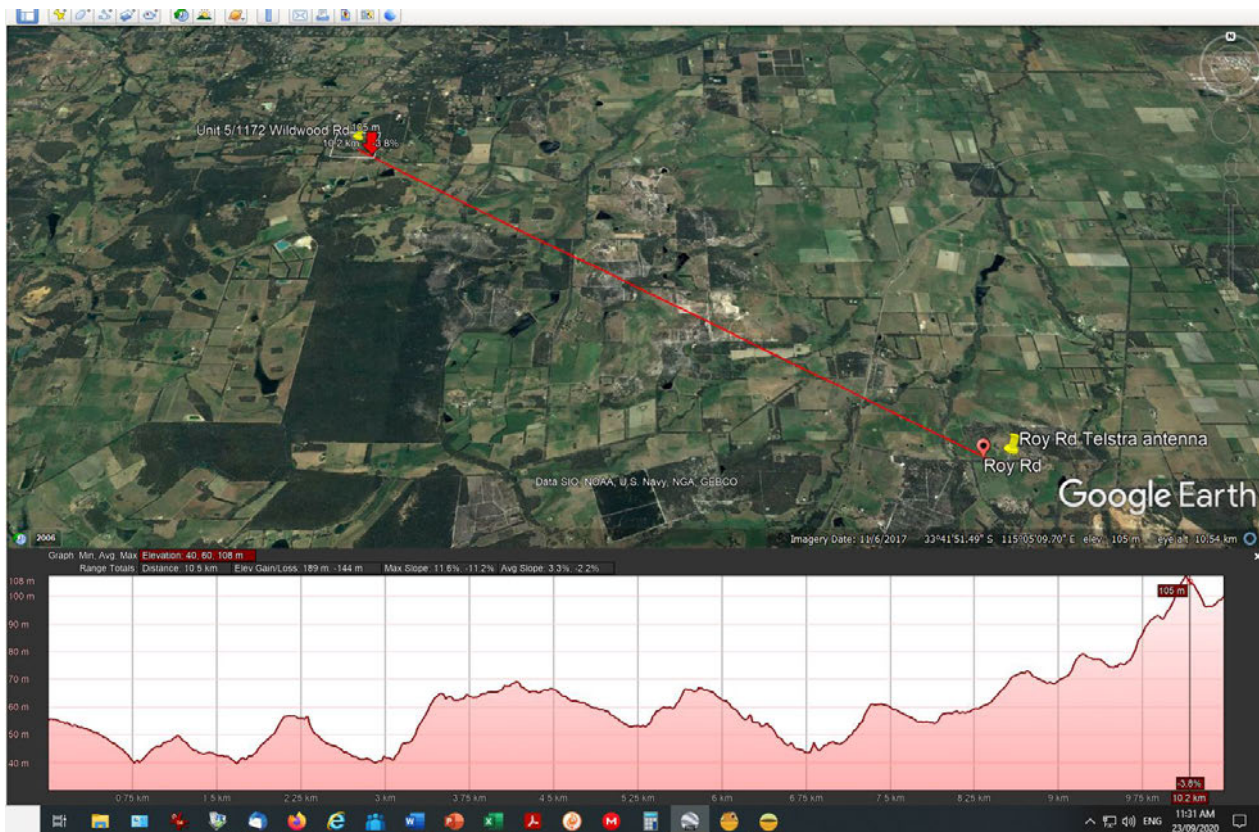 N
Unit 5/1172 Wildwood Rd
105 m
10.2 km -3.8%
Roy Rd Telstra antenna
Roy Rd
Data SIO, NOAA, U.S. Navy, NGA, GEBCO
Google Earth
2006
Imagery Date: 11/6/2017 33°41'51.49" S 115°05'09.70" E elev 105 m eye alt 10.54 km
Graph: Min, Avg, Max Elevation: 40, 60, 108 m
Range Totals: Distance: 10.5 km Elev Gain/Loss: 189 m, -144 m Max Slope: 11.6%, -11.2% Avg Slope: 3.3%, -2.2%
108 m
100 m
90 m
80 m
70 m
60 m
50 m
40 m
105 m
-3.8%
0.75 km 1.5 km 2.25 km 3 km 3.75 km 4.5 km 5.25 km 6 km 6.75 km 7.5 km 8.25 km 9 km 9.75 km 10.2 km
ENG
11:31 AM
23/09/2020